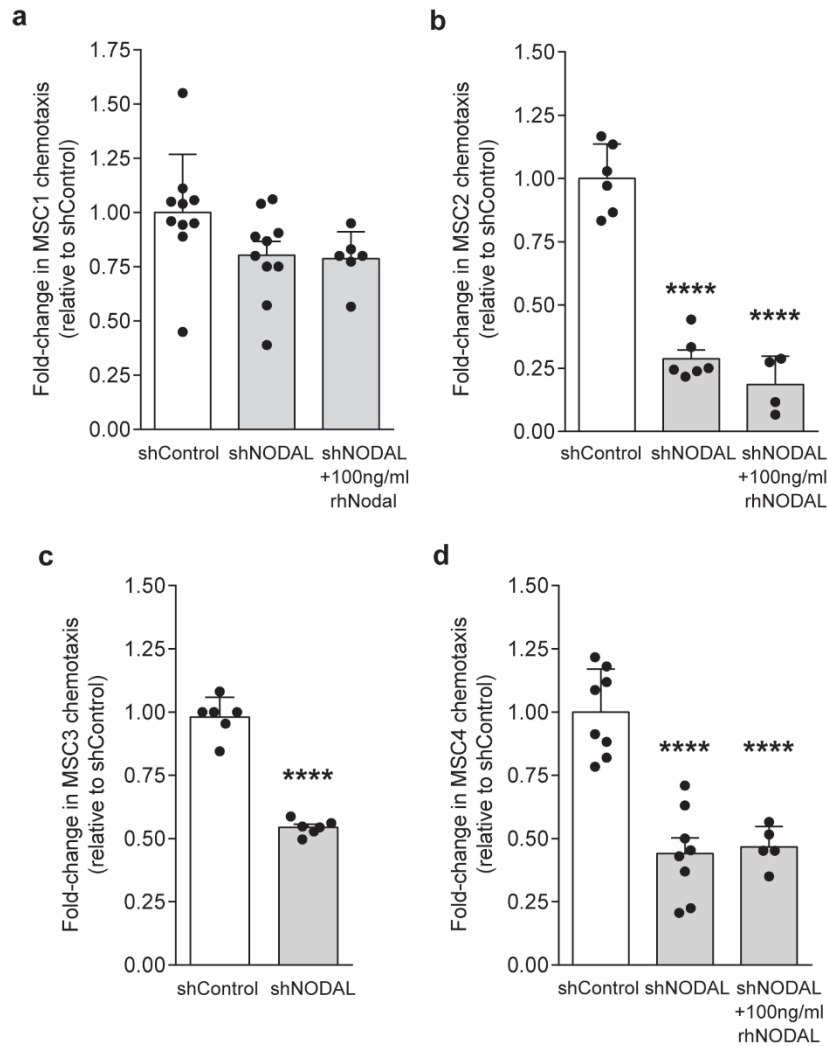 a
Fold-change in MSC1 chemotaxis
(relative to shControl)
1.75
1.50
1.25
1.00
0.75
0.50
0.25
0.00
shControl
shNODAL
shNODAL
+100ng/ml
rhNodal
b
Fold-change in MSC2 chemotaxis
(relative to shControl)
1.50
1.25
1.00
0.75
0.50
0.25
0.00
****
****
shControl
shNODAL
shNODAL
+100ng/ml
rhNODAL
c
Fold-change in MSC3 chemotaxis
(relative to shControl)
1.50
1.25
1.00
0.75
0.50
0.25
0.00
****
shControl
shNODAL
d
Fold-change in MSC4 chemotaxis
(relative to shControl)
1.50
1.25
1.00
0.75
0.50
0.25
0.00
****
****
shControl
shNODAL
shNODAL
+100ng/ml
rhNODAL